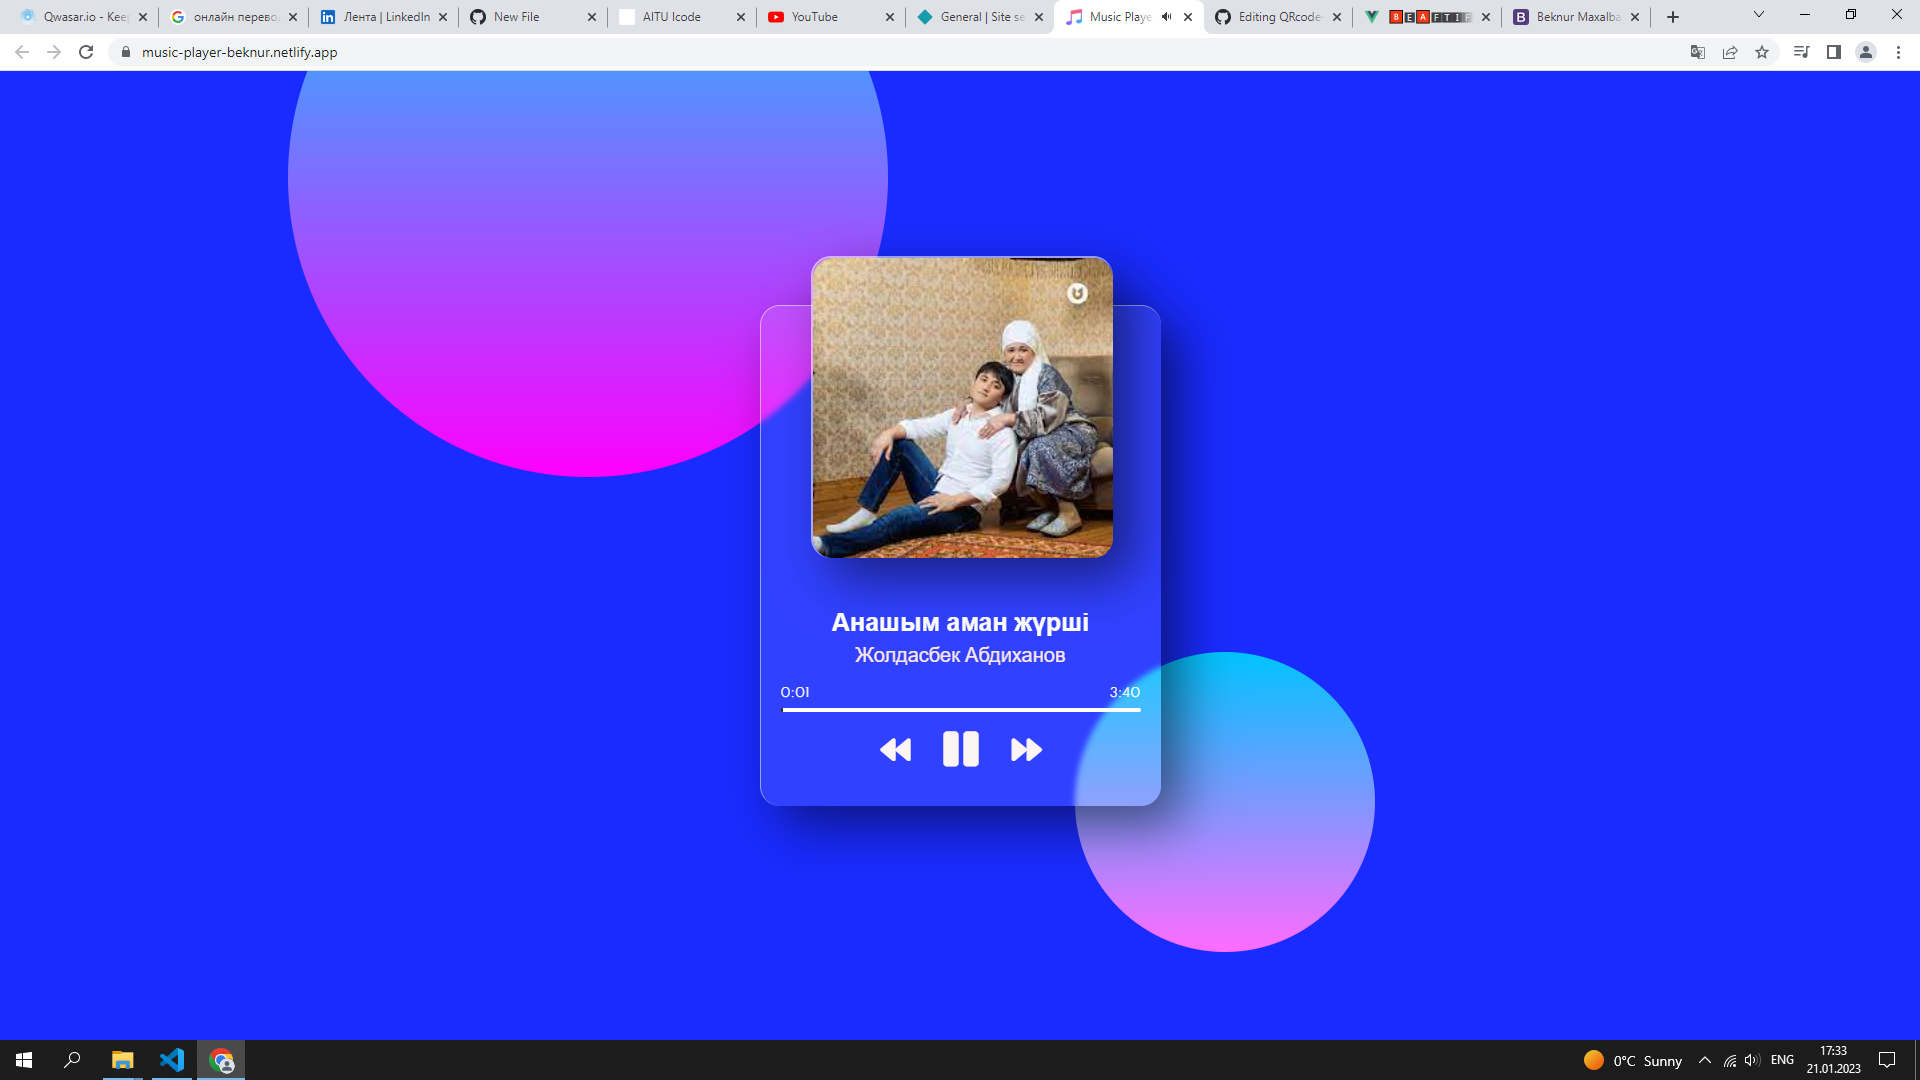 Qwasar.io - Keep
онлайн перевод
Лента | LinkedIn
New File
AITU Icode
YouTube
General | Site se
Music Playe
Editing QRcode
BEAFTIF
Beknur Maxalba
music-player-beknur.netlify.app
Анашым аман жүрші
Жолдасбек Абдиханов
0:01
3:40
0°C Sunny
ENG
17:33
21.01.2023